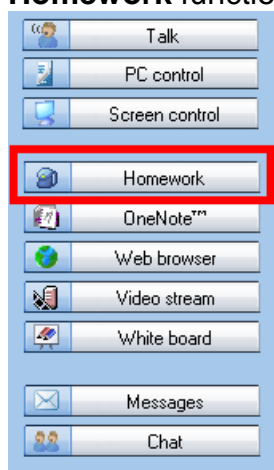 Homework functio
Talk
PC control
Screen control
Homework
OneNote™
Web browser
Video stream
White board
Messages
Chat